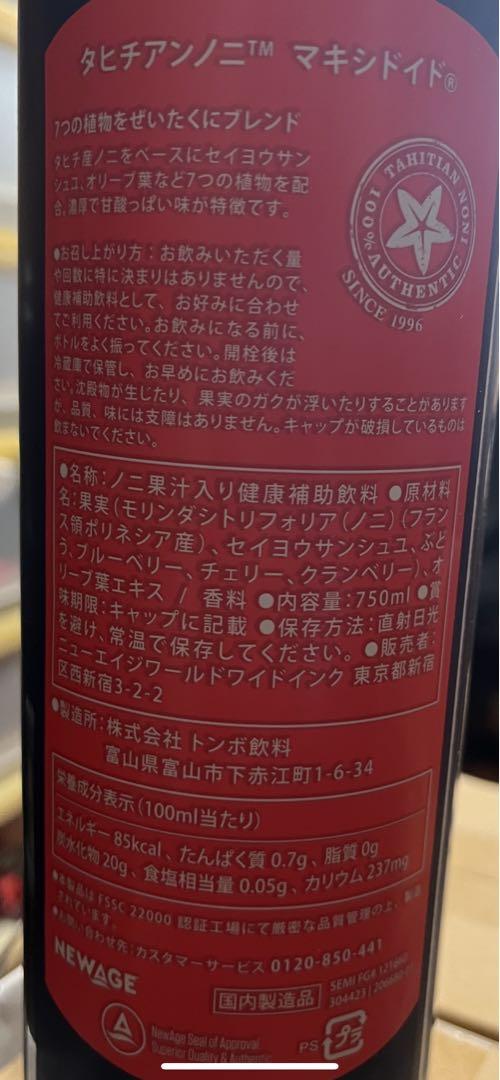 タヒチアンノニ™ マキシドイド®
7つの植物をぜいたくにブレンド
タヒチ産ノニをベースにセイヨウサン
シュユ、オリーブ葉など7つの植物を配
合。濃厚で甘酸っぱい味が特徴です。
100% TAHITIAN NONI
AUTHENTIC
SINCE 1996
●お召し上がり方：お飲みいただく量
や回数に特に決まりはありませんので、
健康補助飲料として、お好みに合わせ
てご利用ください。お飲みになる前に、
ボトルをよく振ってください。開栓後は
冷蔵庫で保管し、お早めにお飲みくだ
さい。沈殿物が生じたり、果実のガクが浮いたりすることがあります
が、品質、味には支障はありません。キャップが破損しているものは
飲まないでください。
●名称：ノニ果汁入り健康補助飲料 ●原材料
名：果実（モリンダシトリフォリア（ノニ）（フラン
ス領ポリネシア産）、セイヨウサンシュユ、ぶど
う、ブルーベリー、チェリー、クランベリー）、オ
リーブ葉エキス / 香料 ●内容量：750ml ●賞
味期限：キャップに記載 ●保存方法：直射日光
を避け、常温で保存してください。 ●販売者：
ニューエイジワールドワイドインク 東京都新宿
区西新宿3-2-2
●製造所：株式会社 トンボ飲料
富山県富山市下赤江町1-6-34
栄養成分表示（100ml当たり）
エネルギー 85kcal 、たんぱく質 0.7g 、脂質 0g
炭水化物 20g 、食塩相当量 0.05g 、カリウム 237mg
●本製品は FSSC 22000 認証工場にて厳密な品質管理の上、製造
されています。
●お問い合わせ先：カスタマーサービス 0120-850-441
NEWAGE
国内製造品
SEMI FG#
304423 |
NewAge Seal of Approval
Superior Quality & Authentic
PS
プラ